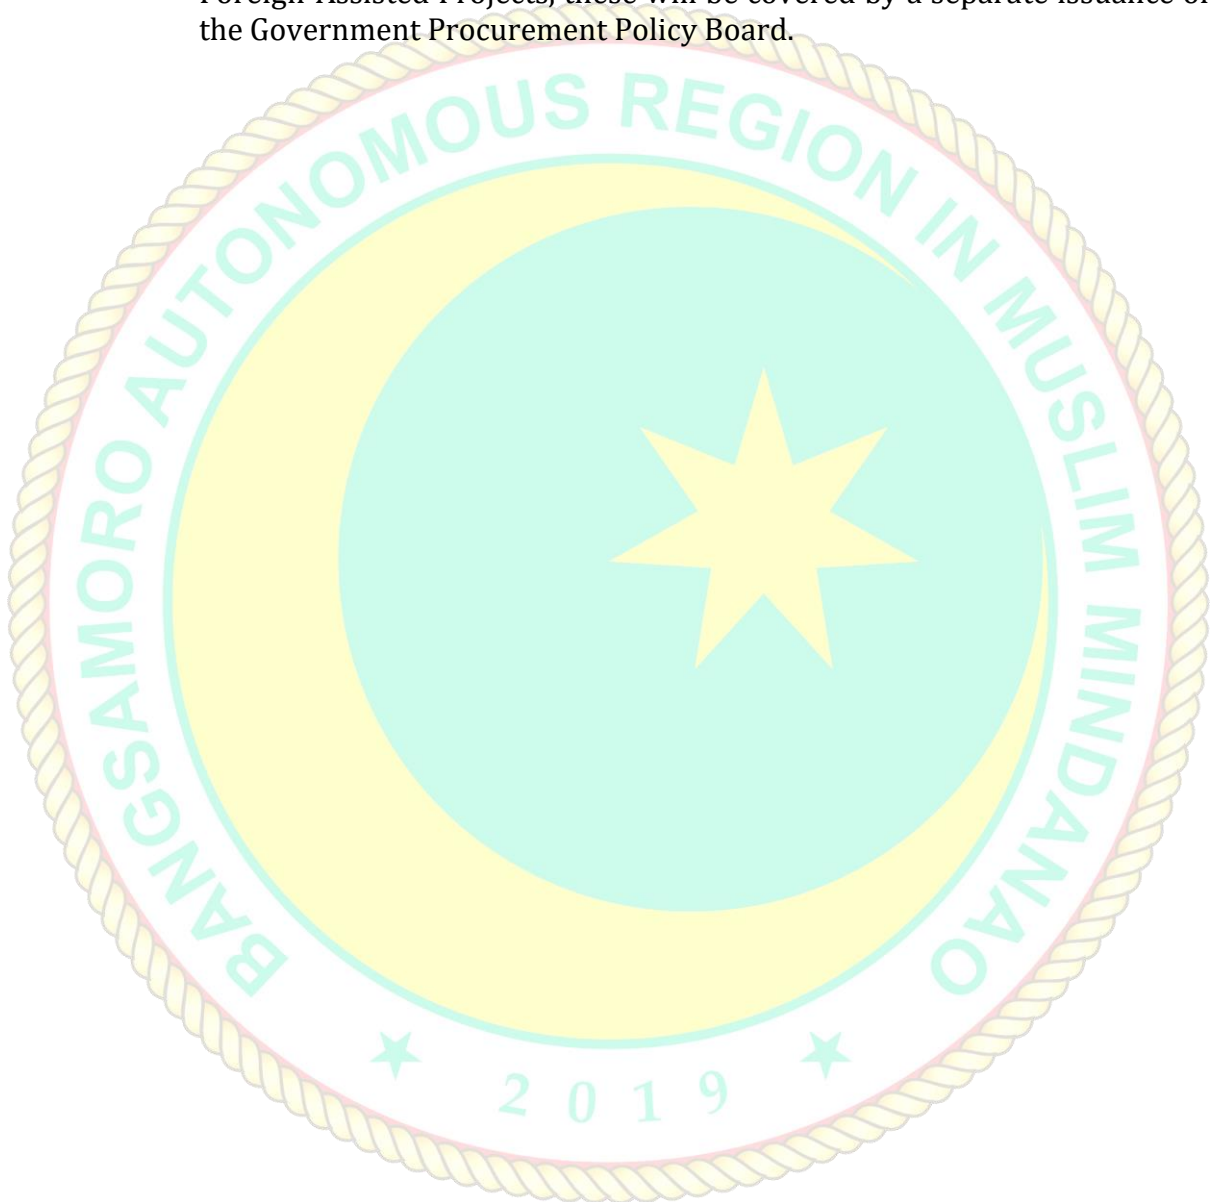 Foreign-Assisted Projects, these will be covered by a separate issuance of
the Government Procurement Policy Board.
BANGSAMORO AUTONOMOUS REGION IN MUSLIM MINDANAO
2019